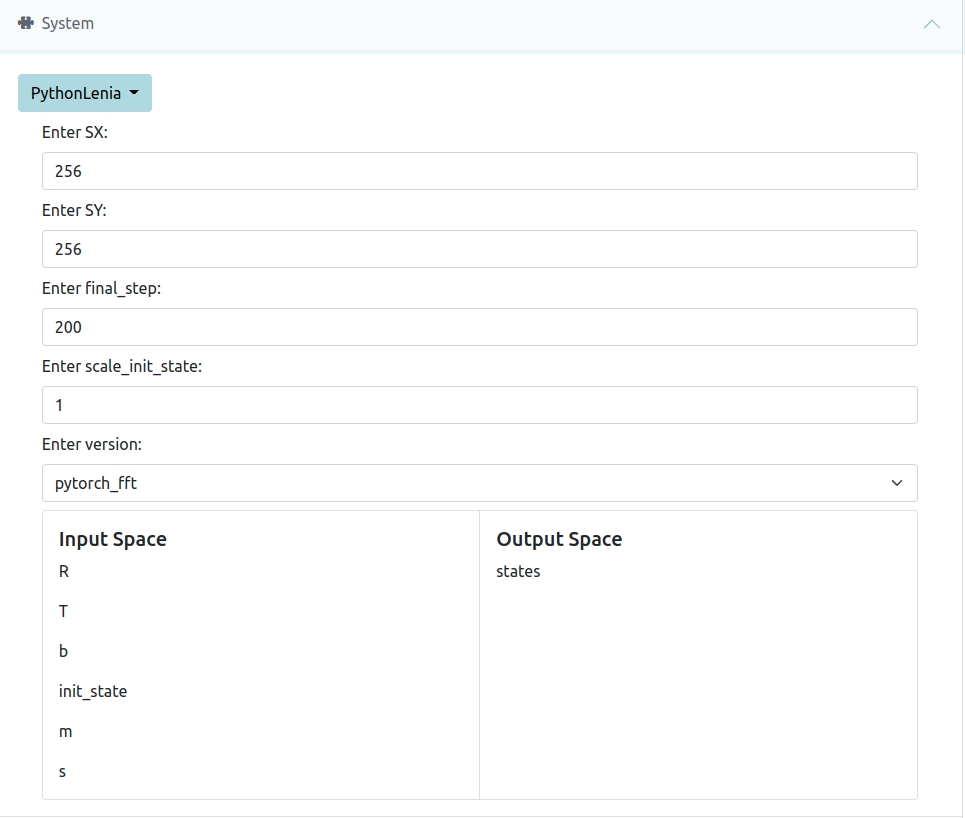 System
PythonLenia
Enter SX:
256
Enter SY:
256
Enter final_step:
200
Enter scale_init_state:
1
Enter version:
pytorch_fft
Input Space
R
T
b
init_state
m
s
Output Space
states